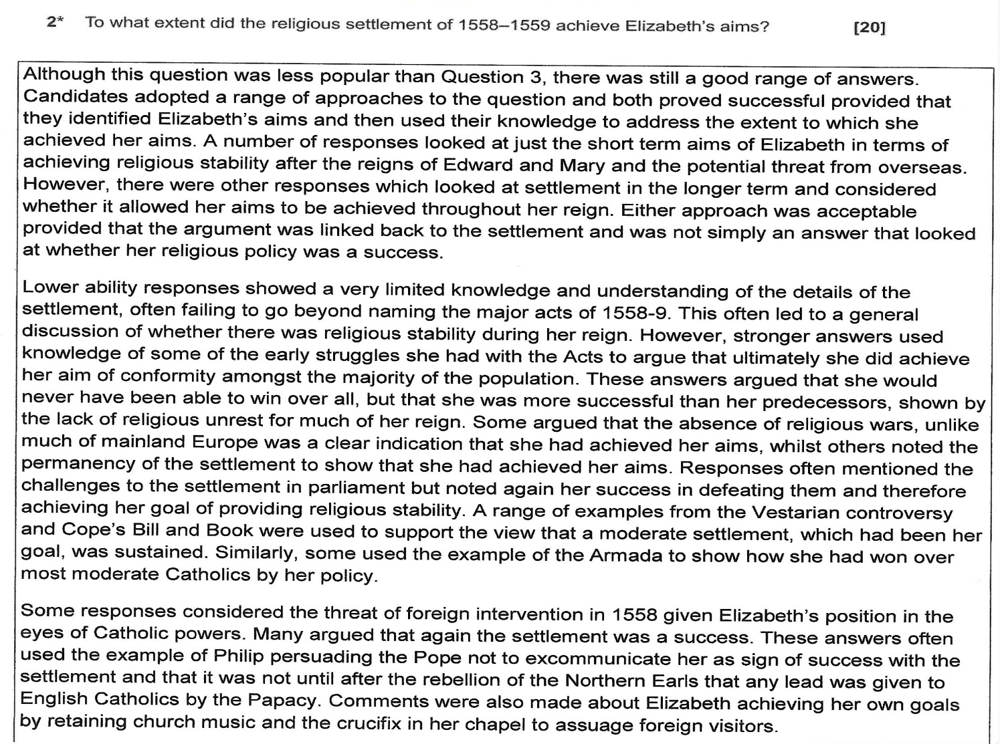 2* To what extent did the religious settlement of 1558–1559 achieve Elizabeth's aims? [20]
Although this question was less popular than Question 3, there was still a good range of answers.
Candidates adopted a range of approaches to the question and both proved successful provided that
they identified Elizabeth's aims and then used their knowledge to address the extent to which she
achieved her aims. A number of responses looked at just the short term aims of Elizabeth in terms of
achieving religious stability after the reigns of Edward and Mary and the potential threat from overseas.
However, there were other responses which looked at settlement in the longer term and considered
whether it allowed her aims to be achieved throughout her reign. Either approach was acceptable
provided that the argument was linked back to the settlement and was not simply an answer that looked
at whether her religious policy was a success.
Lower ability responses showed a very limited knowledge and understanding of the details of the
settlement, often failing to go beyond naming the major acts of 1558-9. This often led to a general
discussion of whether there was religious stability during her reign. However, stronger answers used
knowledge of some of the early struggles she had with the Acts to argue that ultimately she did achieve
her aim of conformity amongst the majority of the population. These answers argued that she would
never have been able to win over all, but that she was more successful than her predecessors, shown by
the lack of religious unrest for much of her reign. Some argued that the absence of religious wars, unlike
much of mainland Europe was a clear indication that she had achieved her aims, whilst others noted the
permanency of the settlement to show that she had achieved her aims. Responses often mentioned the
challenges to the settlement in parliament but noted again her success in defeating them and therefore
achieving her goal of providing religious stability. A range of examples from the Vestarian controversy
and Cope's Bill and Book were used to support the view that a moderate settlement, which had been her
goal, was sustained. Similarly, some used the example of the Armada to show how she had won over
most moderate Catholics by her policy.
Some responses considered the threat of foreign intervention in 1558 given Elizabeth's position in the
eyes of Catholic powers. Many argued that again the settlement was a success. These answers often
used the example of Philip persuading the Pope not to excommunicate her as sign of success with the
settlement and that it was not until after the rebellion of the Northern Earls that any lead was given to
English Catholics by the Papacy. Comments were also made about Elizabeth achieving her own goals
by retaining church music and the crucifix in her chapel to assuage foreign visitors.